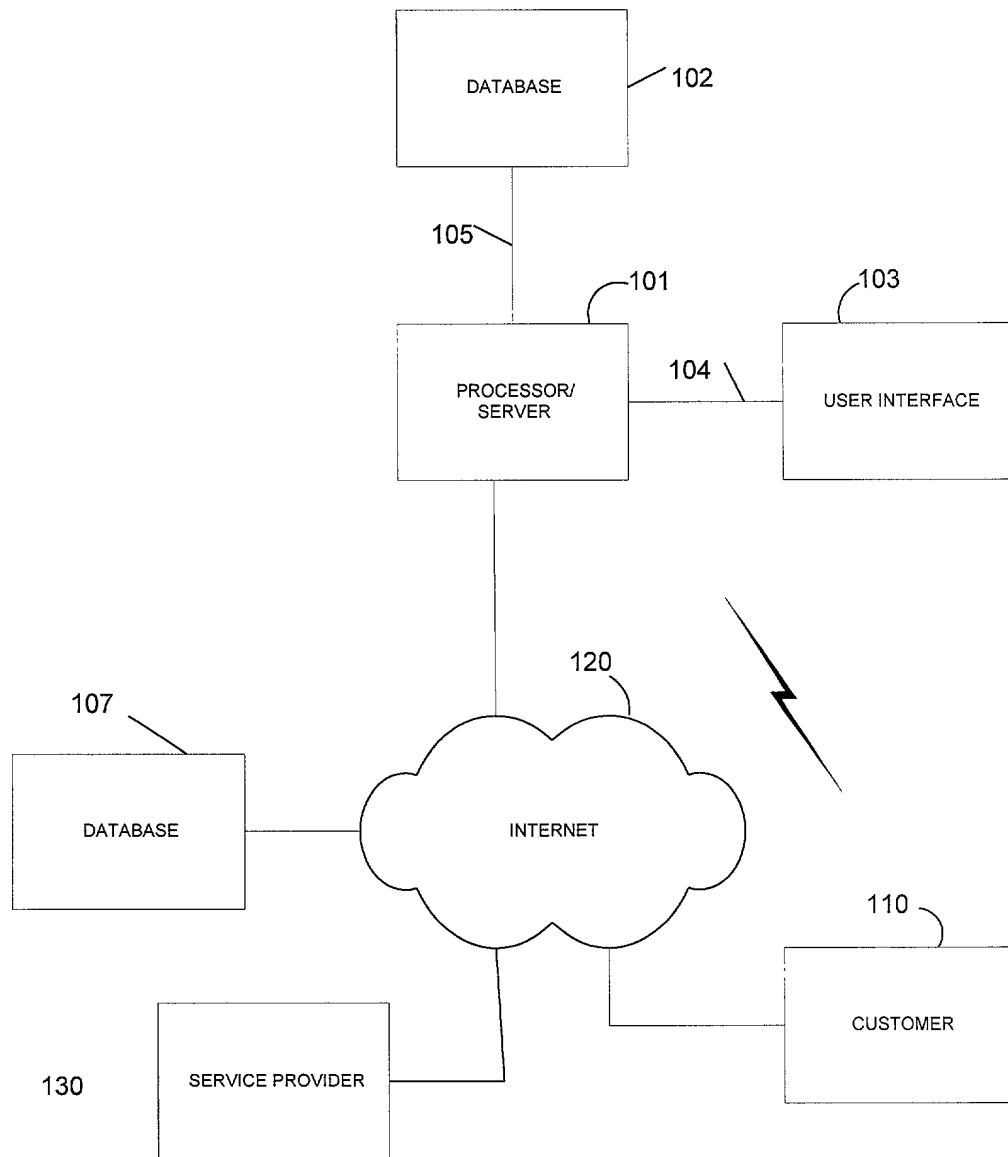 DATABASE
102
105
101
103
PROCESSOR/
SERVER
104
USER INTERFACE
120
107
DATABASE
INTERNET
110
CUSTOMER
130
SERVICE PROVIDER